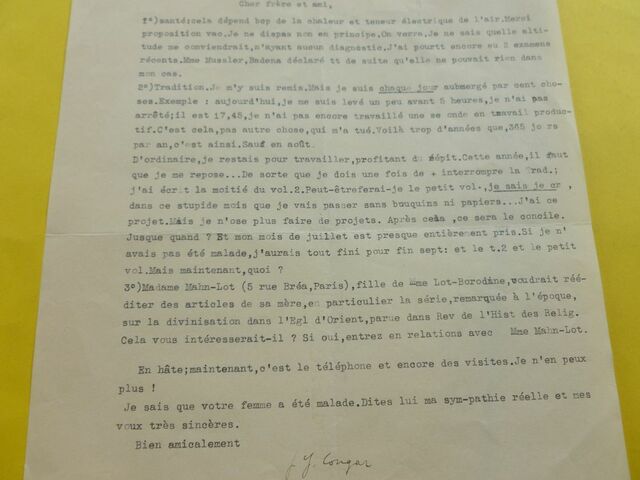 Cher frère et ami,
1°)santé;cela dépend bcp de la chaleur et teneur électrique de l'air.Merci
proposition vac.Je ne dispas non en principe.On verra.Je ne sais quelle alti-
tude me conviendrait,n'ayant aucun diagnostic.J'ai pourtt encore eu 2 examens
récents.Mme Mussler,Badena déclaré tt de suite qu'elle ne pouvait rien dans
mon cas.
2°)Tradition.Je m'y suis remis.Mais je suis chaque jour submergé par cent cho-
ses.Exemple : aujourd'hui,je me suis levé un peu avant 5 heures,je n'ai pas
arrêté;il est 17,45,je n'ai pas encore travaillé une se onde en travail produc-
tif.C'est cela,pas autre chose,qui m'a tué.Voilà trop d'années que,365 jo rs
par an,c'est ainsi.Sauf en août.
D'ordinaire,je restais pour travailler,profitant du répit.Cette année,il faut
que je me repose...De sorte que je dois une fois de + interrompre la Trad.;
j'ai écrit la moitié du vol.2.Peut-êtreferai-je le petit vol.,je sais je cr ,
dans ce stupide mois que je vais passer sans bouquins ni papiers...J'ai ce
projet.Mais je n'ose plus faire de projets. Après cela ,ce sera le concile.
Jusque quand ? Et mon mois de juillet est presque entièrement pris.Si je n'
avais pas été malade,j'aurais tout fini pour fin sept: et le t.2 et le petit
vol.Mais maintenant,quoi ?
3°)Madame Mahn-Lot (5 rue Bréa,Paris),fille de Mme Lot-Borodine,voudrait réé-
diter des articles de sa mère,en particulier la série,remarquée à l'époque,
sur la divinisation dans l'Egl d'Orient,parue dans Rev de l'Hist des Relig.
Cela vous intéresserait-il ? Si oui,entrez en relations avec Mme Mahn-Lot.
En hâte;maintenant,c'est le téléphone et encore des visites.Je n'en peux
plus !
Je sais que votre femme a été malade.Dites lui ma sym-pathie réelle et mes
voux très sincères.
Bien amicalement
J. Y. Congar